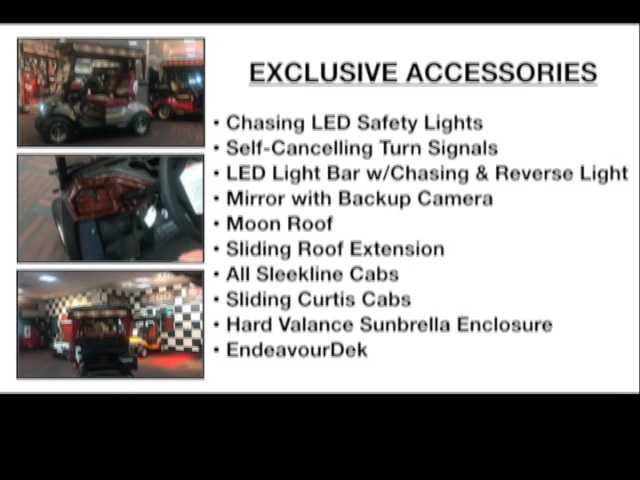 EXCLUSIVE ACCESSORIES
• Chasing LED Safety Lights
• Self-Cancelling Turn Signals
• LED Light Bar w/Chasing & Reverse Light
• Mirror with Backup Camera
• Moon Roof
• Sliding Roof Extension
• All Sleekline Cabs
• Sliding Curtis Cabs
• Hard Valance Sunbrella Enclosure
• EndeavourDek